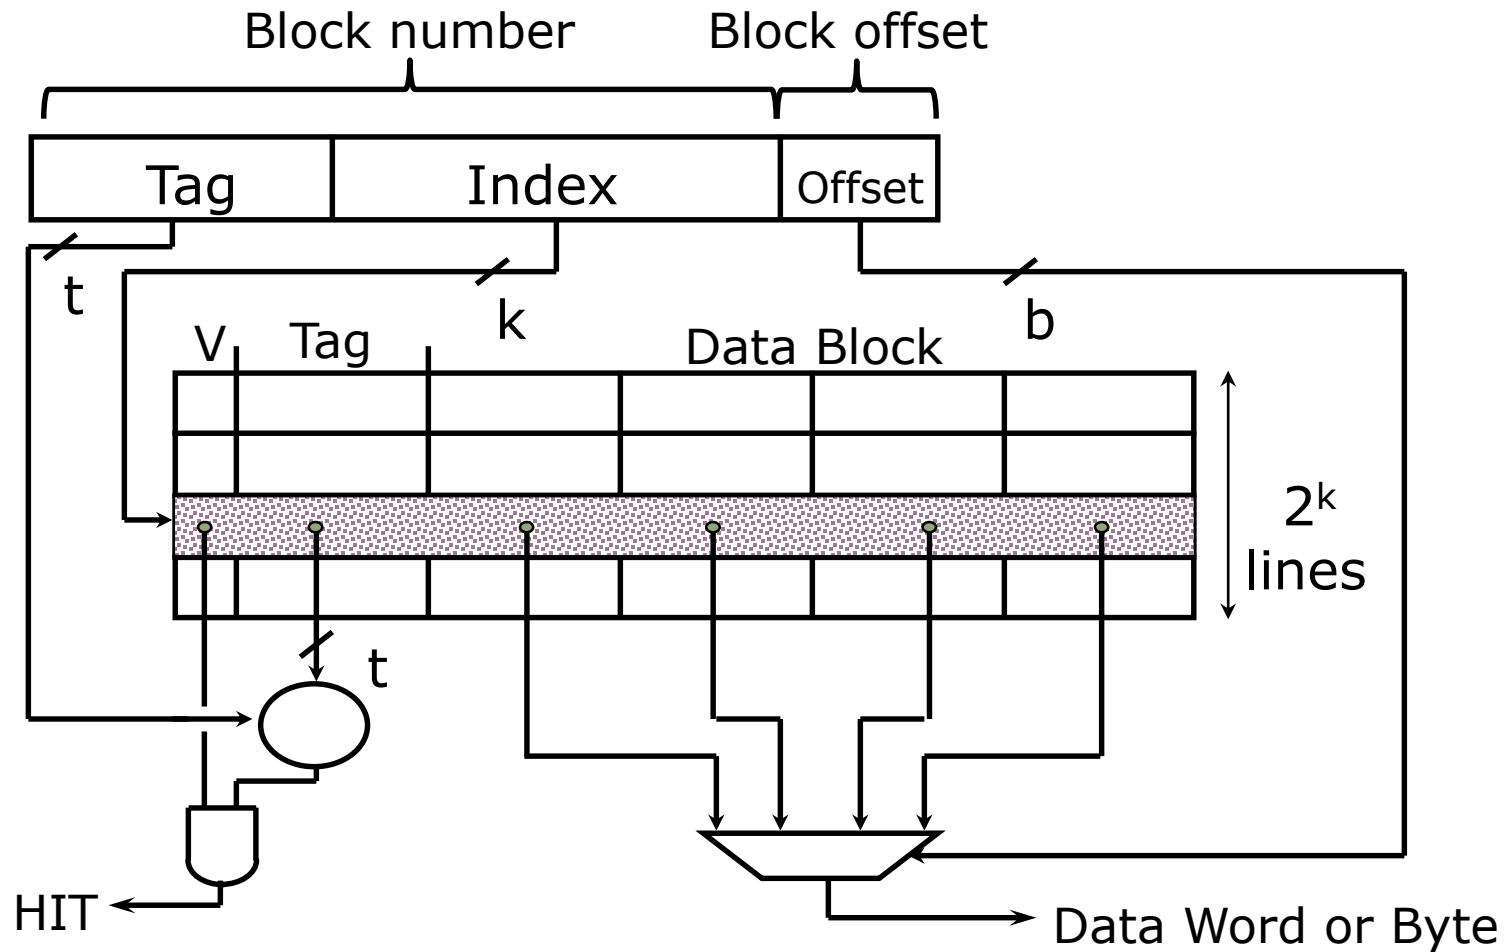 Block number Block offset
Tag Index Offset
t
k
b
V Tag Data Block
2ᵏ
lines
t
HIT
Data Word or Byte